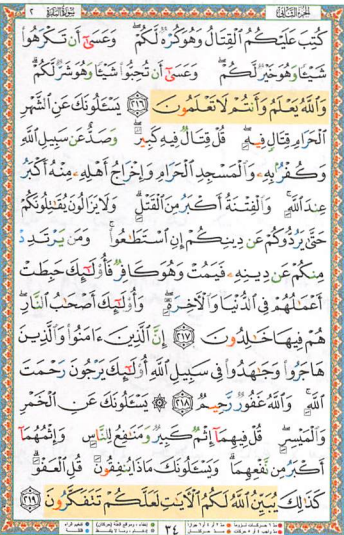 الجزء الثاني سورة البقرة ٢
كُتِبَ عَلَيْكُمُ ٱلْقِتَالُ وَهُوَ كُرْهٌ لَّكُمْ ۖ وَعَسَىٰٓ أَن تَكْرَهُوا۟
شَيْـًٔا وَهُوَ خَيْرٌ لَّكُمْ ۖ وَعَسَىٰٓ أَن تُحِبُّوا۟ شَيْـًٔا وَهُوَ شَرٌّ لَّكُمْ ۗ
وَٱللَّهُ يَعْلَمُ وَأَنتُمْ لَا تَعْلَمُونَ ٢١٦ يَسْـَٔلُونَكَ عَنِ ٱلشَّهْرِ
ٱلْحَرَامِ قِتَالٍ فِيهِ ۖ قُلْ قِتَالٌ فِيهِ كَبِيرٌ ۖ وَصَدٌّ عَن سَبِيلِ ٱللَّهِ
وَكُفْرٌۢ بِهِۦ وَٱلْمَسْجِدِ ٱلْحَرَامِ وَإِخْرَاجُ أَهْلِهِۦ مِنْهُ أَكْبَرُ
عِندَ ٱللَّهِ ۚ وَٱلْفِتْنَةُ أَكْبَرُ مِنَ ٱلْقَتْلِ ۗ وَلَا يَزَالُونَ يُقَـٰتِلُونَكُمْ
حَتَّىٰ يَرُدُّوكُمْ عَن دِينِكُمْ إِنِ ٱسْتَطَـٰعُوا۟ ۚ وَمَن يَرْتَدِدْ
مِنكُمْ عَن دِينِهِۦ فَيَمُتْ وَهُوَ كَافِرٌ فَأُو۟لَـٰٓئِكَ حَبِطَتْ
أَعْمَـٰلُهُمْ فِى ٱلدُّنْيَا وَٱلْـَٔاخِرَةِ ۖ وَأُو۟لَـٰٓئِكَ أَصْحَـٰبُ ٱلنَّارِ ۖ
هُمْ فِيهَا خَـٰلِدُونَ ٢١٧ إِنَّ ٱلَّذِينَ ءَامَنُوا۟ وَٱلَّذِينَ
هَاجَرُوا۟ وَجَـٰهَدُوا۟ فِى سَبِيلِ ٱللَّهِ أُو۟لَـٰٓئِكَ يَرْجُونَ رَحْمَتَ
ٱللَّهِ ۚ وَٱللَّهُ غَفُورٌ رَّحِيمٌ ٢١٨ ۞ يَسْـَٔلُونَكَ عَنِ ٱلْخَمْرِ
وَٱلْمَيْسِرِ ۖ قُلْ فِيهِمَآ إِثْمٌ كَبِيرٌ وَمَنَـٰفِعُ لِلنَّاسِ وَإِثْمُهُمَآ
أَكْبَرُ مِن نَّفْعِهِمَا ۗ وَيَسْـَٔلُونَكَ مَاذَا يُنفِقُونَ قُلِ ٱلْعَفْوَ ۗ
كَذَٰلِكَ يُبَيِّنُ ٱللَّهُ لَكُمُ ٱلْـَٔايَـٰتِ لَعَلَّكُمْ تَتَفَكَّرُونَ ٢١٩
٣٤